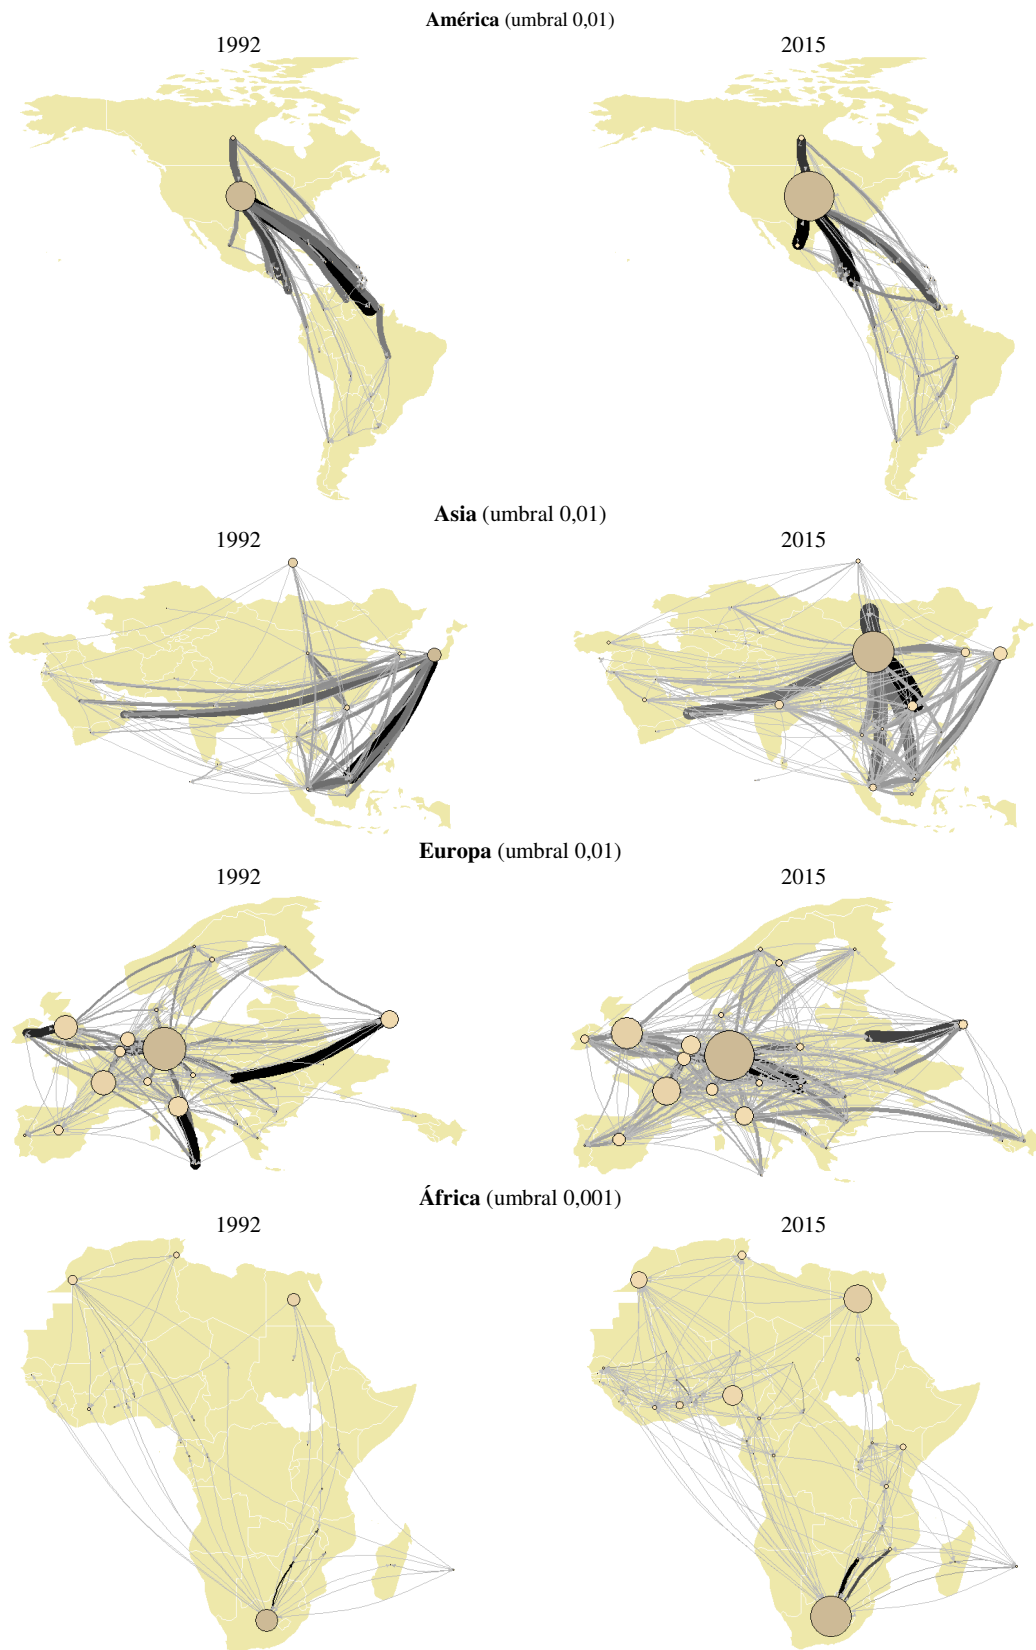 América (umbral 0,01)
1992 2015
Asia (umbral 0,01)
1992 2015
Europa (umbral 0,01)
1992 2015
África (umbral 0,001)
1992 2015